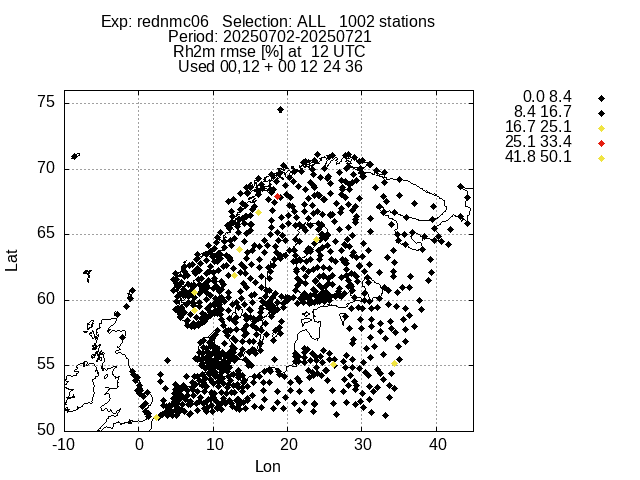 Exp: rednmc06 Selection: ALL 1002 stations
Period: 20250702-20250721
Rh2m rmse [%] at 12 UTC
Used 00,12 + 00 12 24 36
0.0 8.4
8.4 16.7
16.7 25.1
25.1 33.4
41.8 50.1
75
70
65
60
55
50
Lat
-10 0 10 20 30 40
Lon